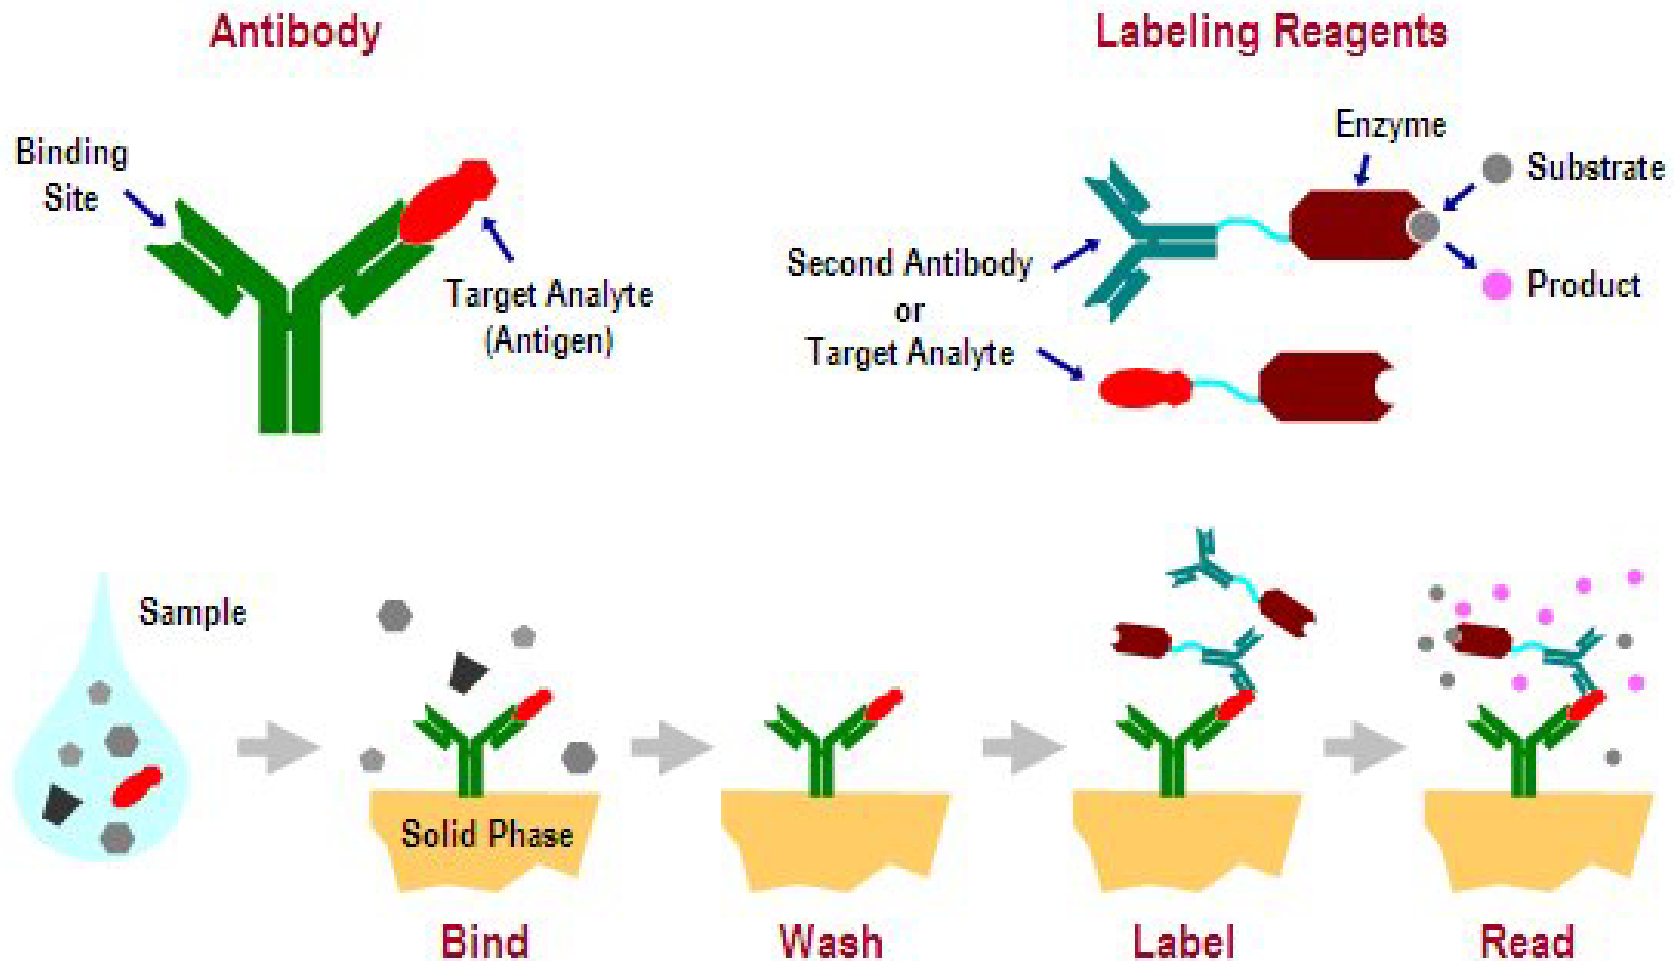 Antibody
Labeling Reagents
Binding
Site
Target Analyte
(Antigen)
Enzyme
Substrate
Product
Second Antibody
or
Target Analyte
Sample
Solid Phase
Bind
Wash
Label
Read